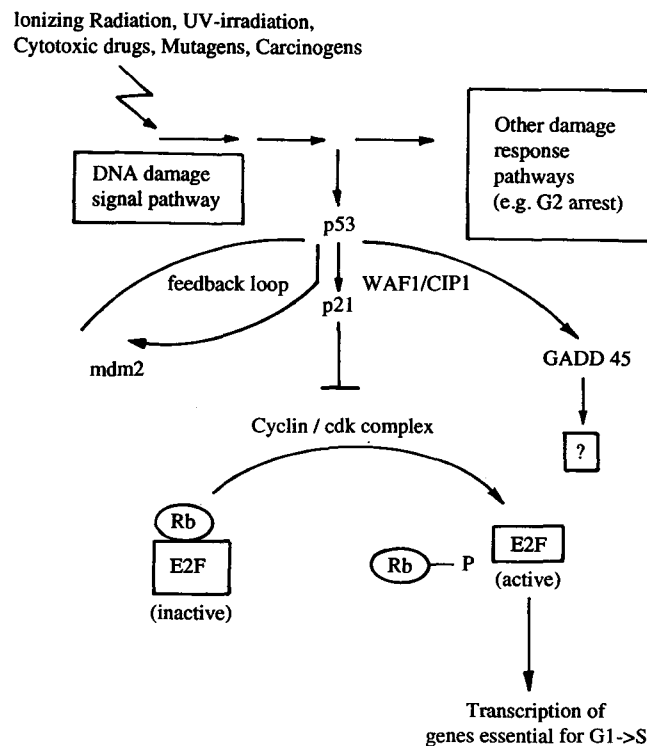 Ionizing Radiation, UV-irradiation,
Cytotoxic drugs, Mutagens, Carcinogens
DNA damage
signal pathway
Other damage
response
pathways
(e.g. G2 arrest)
p53
feedback loop
WAF1/CIP1
p21
mdm2
GADD 45
?
Cyclin / cdk complex
Rb
E2F
(inactive)
Rb
P
E2F
(active)
Transcription of
genes essential for G1->S